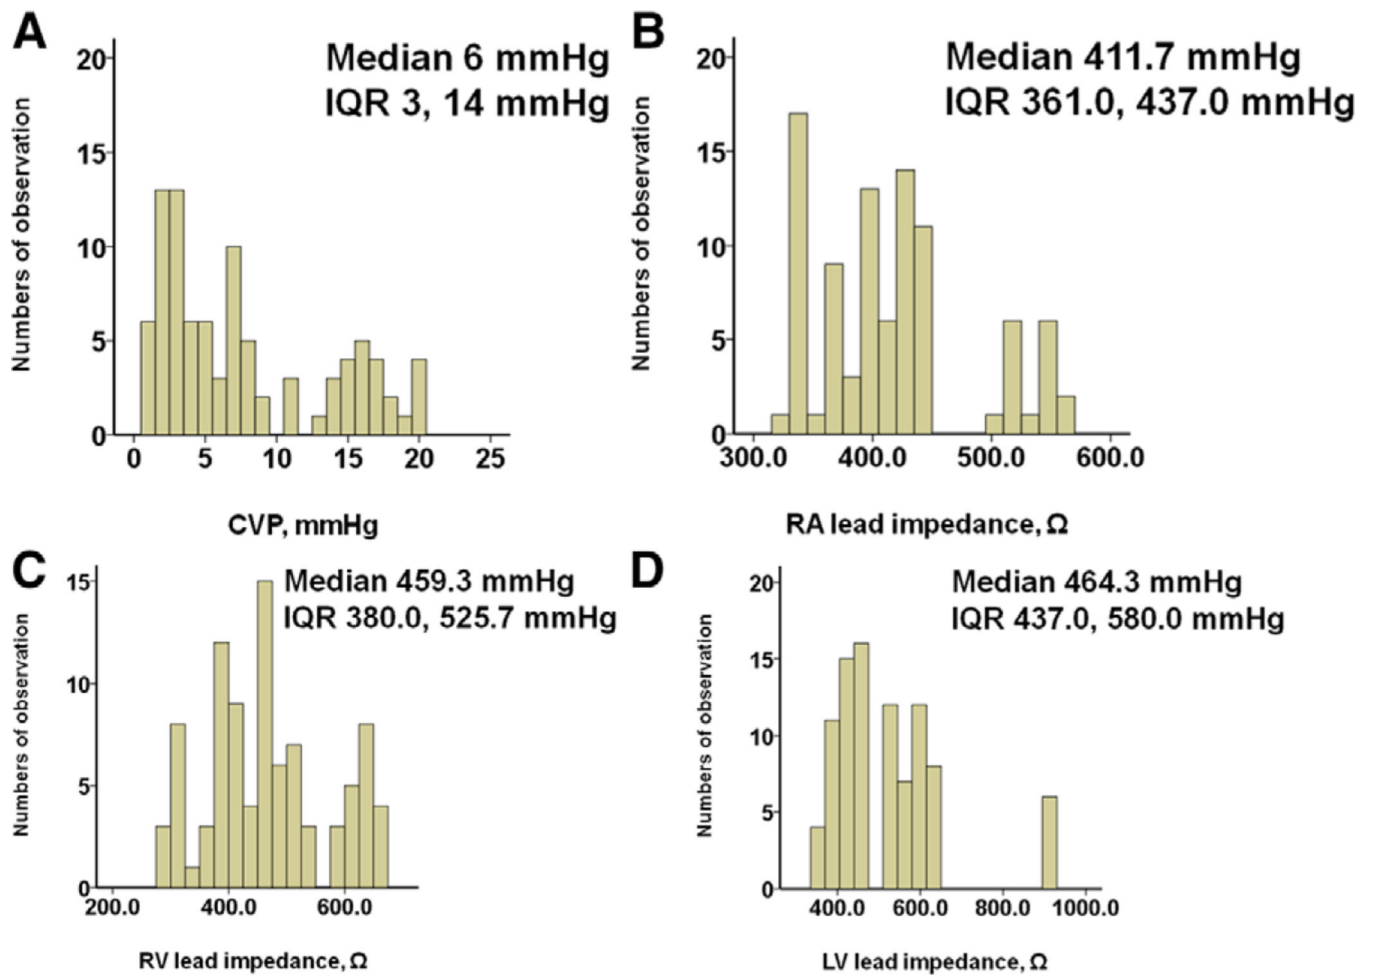 A
Median 6 mmHg
IQR 3, 14 mmHg
Numbers of observation
20
15
10
5
0
0 5 10 15 20 25
CVP, mmHg
B
Median 411.7 mmHg
IQR 361.0, 437.0 mmHg
Numbers of observation
20
15
10
5
0
300.0 400.0 500.0 600.0
RA lead impedance, Ω
C
Median 459.3 mmHg
IQR 380.0, 525.7 mmHg
Numbers of observation
15
10
5
0
200.0 400.0 600.0
RV lead impedance, Ω
D
Median 464.3 mmHg
IQR 437.0, 580.0 mmHg
Numbers of observation
20
15
10
5
0
400.0 600.0 800.0 1000.0
LV lead impedance, Ω